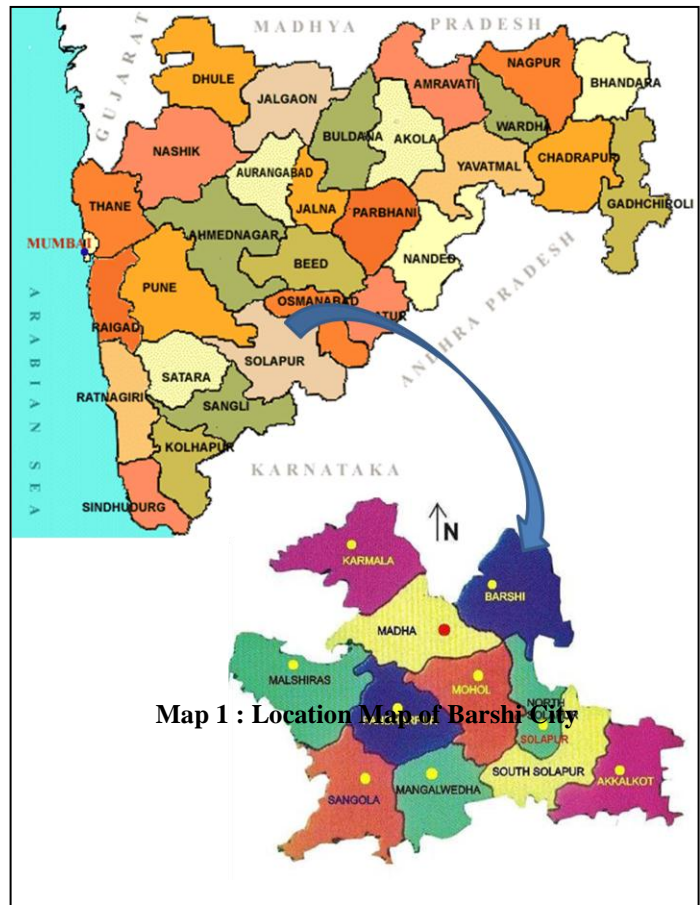 MADHYA PRADESH
GUJARAT
DHULE
JALGAON
AMRAVATI
NAGPUR
BHANDARA
BULDANA
AKOLA
WARDHA
NASHIK
AURANGABAD
YAVATMAL
CHADRAPUR
JALNA
PARBHANI
GADHCHIROLI
THANE
AHMEDNAGAR
MUMBAI
BEED
NANDED
PUNE
OSMANABAD
ATUR
ANDHRA PRADESH
RAIGAD
SOLAPUR
SATARA
RATNAGIRI
SANGLI
KOLHAPUR
ARABIAN SEA
KARNATAKA
SINDHUDURG
N
KARMALA
BARSHI
MADHA
MALSHIRAS
MOHOL
NORTH
Map 1 : Location Map of Barshi City
SOLAPUR
SOUTH SOLAPUR
SANGOLA
MANGALWEDHA
AKKALKOT